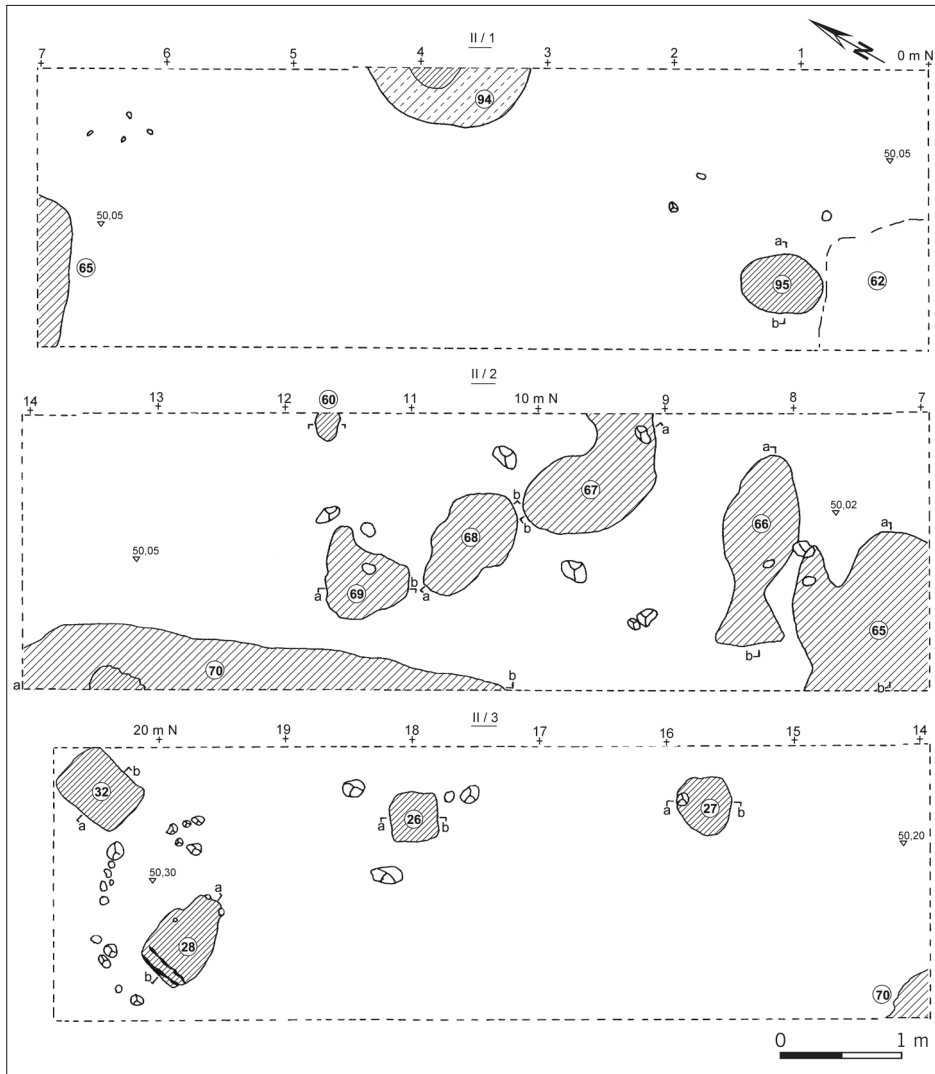 II / 1
N
7 6 5 4 3 2 1 0 m N
94
50,05
50,05
a
65
95
62
b
II / 2
60
14 13 12 11 10 m N 9 8 7
a
a
67
b
66
50,02
a
b
68
50,05
69
a
b
a
65
70
b
b
a
b
II / 3
20 m N 19 18 17 16 15 14
b
32
a
26
a
b
27
a
b
50,20
50,30
a
28
b
70
0 1 m